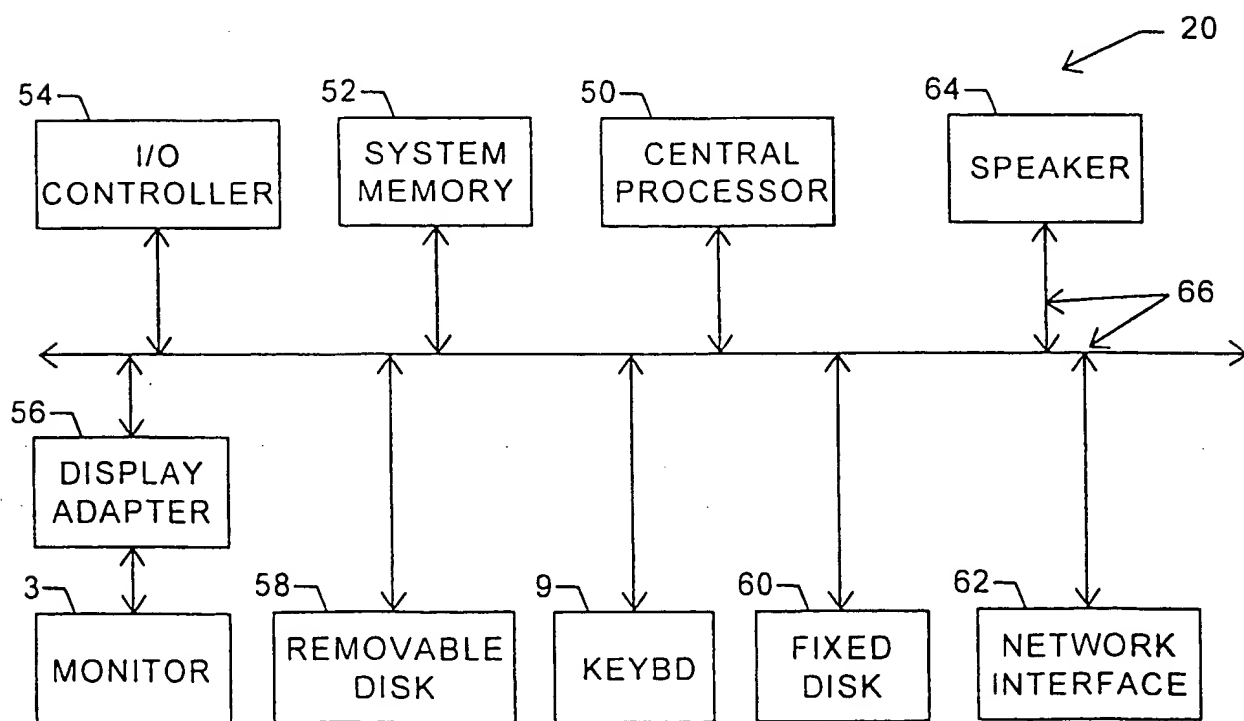 20
54
52
50
64
I/O
CONTROLLER
SYSTEM
MEMORY
CENTRAL
PROCESSOR
SPEAKER
66
56
DISPLAY
ADAPTER
3
58
9
60
62
MONITOR
REMOVABLE
DISK
KEYBD
FIXED
DISK
NETWORK
INTERFACE